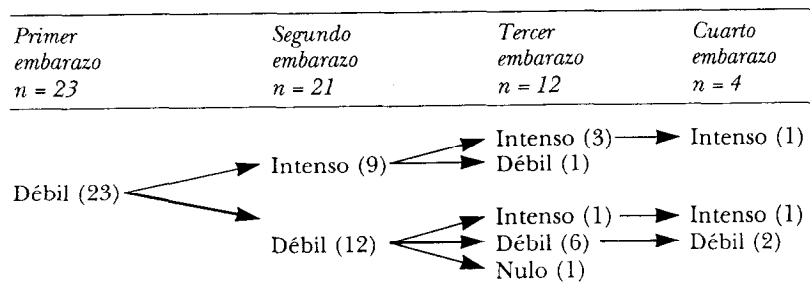 Primer Segundo Tercer Cuarto
embarazo embarazo embarazo embarazo
n = 23 n = 21 n = 12 n = 4
Intenso (3) Intenso (1)
Intenso (9) Débil (1)
Débil (23)
Intenso (1) Intenso (1)
Débil (12) Débil (6) Débil (2)
Nulo (1)